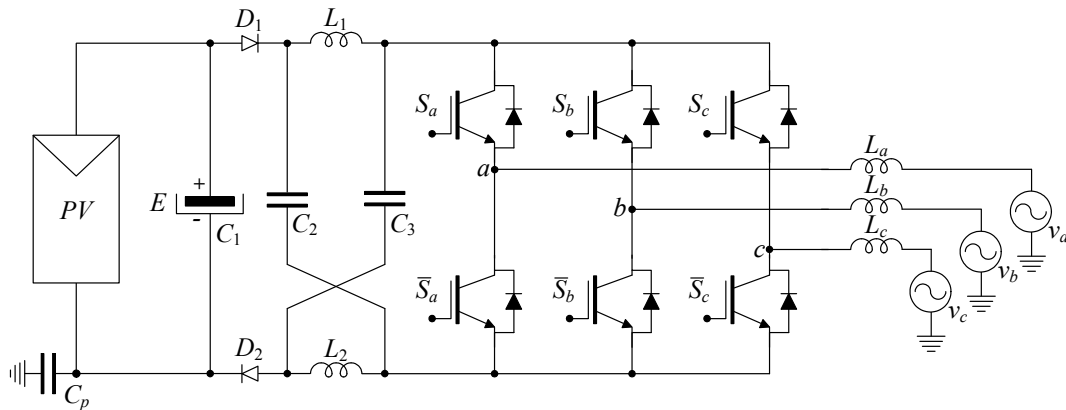 D1 L1
Sa Sb Sc
La
a
PV E + - C1 C2 C3
b
Lb
va
c
Lc
vb
S̅a S̅b S̅c
vc
D2 L2
Cp